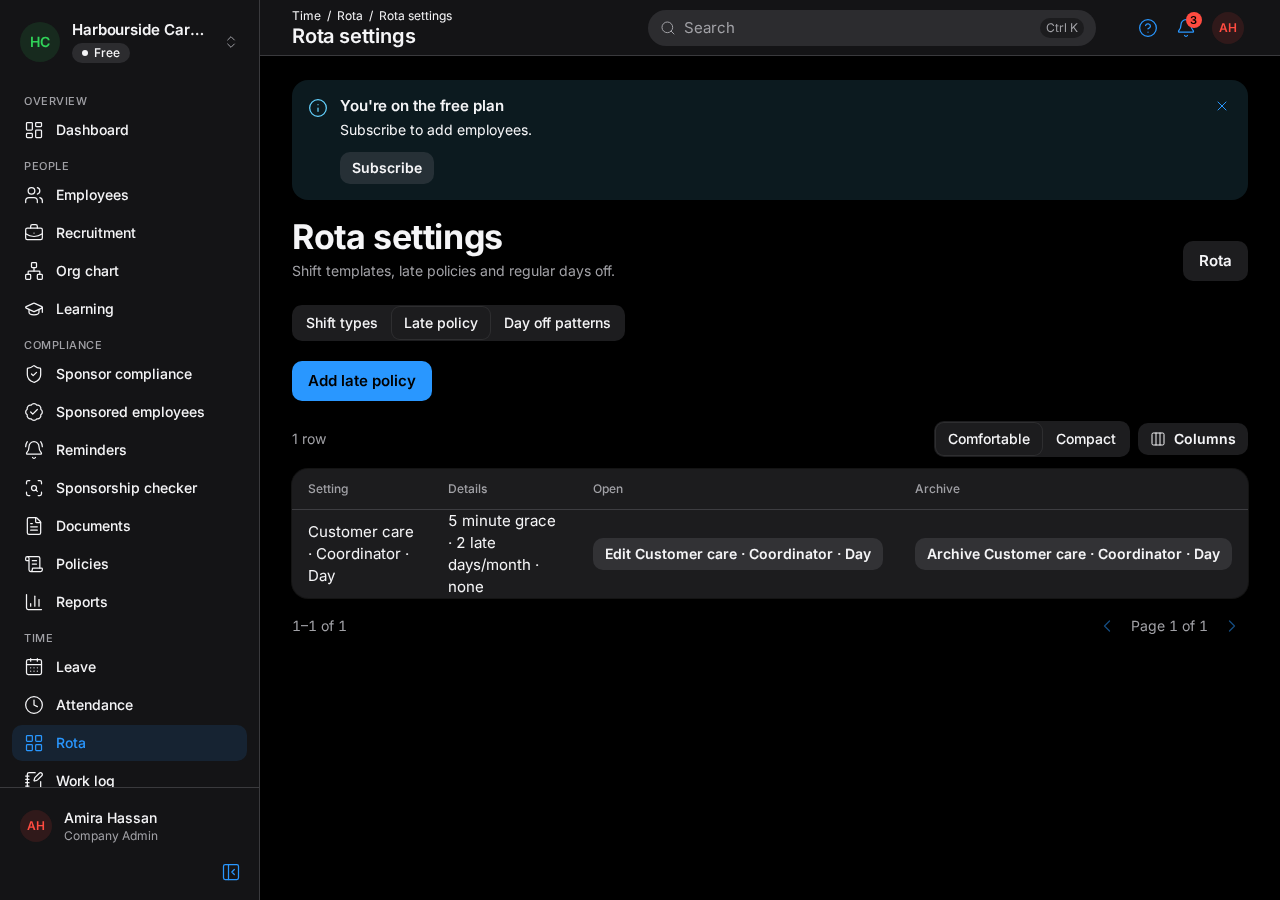 HC
Harbourside Car...
Free
OVERVIEW
Dashboard
PEOPLE
Employees
Recruitment
Org chart
Learning
COMPLIANCE
Sponsor compliance
Sponsored employees
Reminders
Sponsorship checker
Documents
Policies
Reports
TIME
Leave
Attendance
Rota
Work log
AH
Amira Hassan
Company Admin
Time / Rota / Rota settings
Rota settings
Search
Ctrl K
3
AH
You're on the free plan
Subscribe to add employees.
Subscribe
Rota settings
Shift templates, late policies and regular days off.
Rota
Shift types
Late policy
Day off patterns
Add late policy
1 row
Comfortable
Compact
Columns
Setting
Details
Open
Archive
Customer care
· Coordinator ·
Day
5 minute grace
· 2 late
days/month ·
none
Edit Customer care · Coordinator · Day
Archive Customer care · Coordinator · Day
1–1 of 1
Page 1 of 1